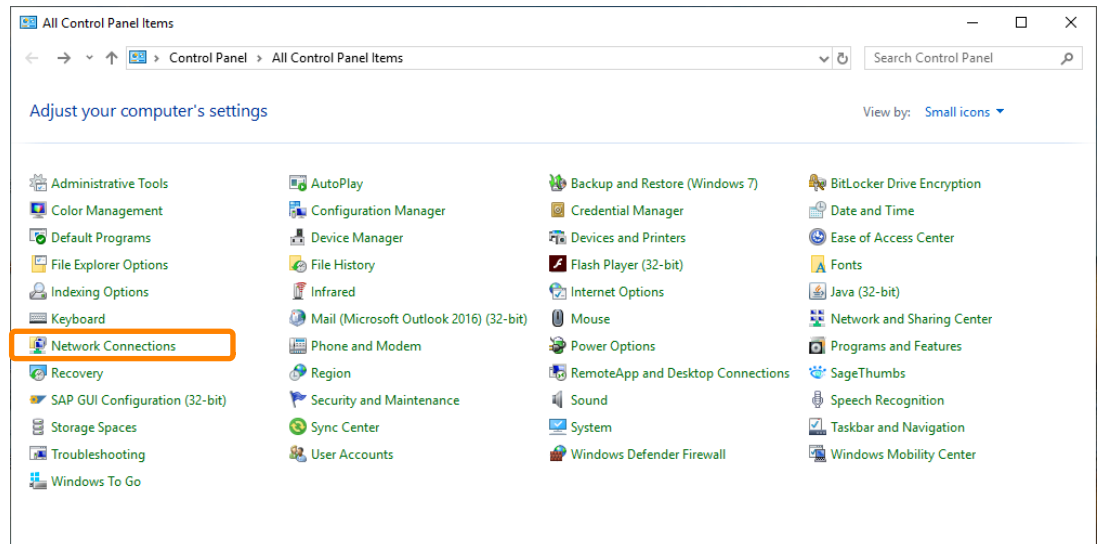 All Control Panel Items
Control Panel > All Control Panel Items
Search Control Panel
Adjust your computer's settings
View by: Small icons
Administrative Tools
AutoPlay
Backup and Restore (Windows 7)
BitLocker Drive Encryption
Color Management
Configuration Manager
Credential Manager
Date and Time
Default Programs
Device Manager
Devices and Printers
Ease of Access Center
File Explorer Options
File History
Flash Player (32-bit)
Fonts
Indexing Options
Infrared
Internet Options
Java (32-bit)
Keyboard
Mail (Microsoft Outlook 2016) (32-bit)
Mouse
Network and Sharing Center
Network Connections
Phone and Modem
Power Options
Programs and Features
Recovery
Region
RemoteApp and Desktop Connections
SageThumbs
SAP GUI Configuration (32-bit)
Security and Maintenance
Sound
Speech Recognition
Storage Spaces
Sync Center
System
Taskbar and Navigation
Troubleshooting
User Accounts
Windows Defender Firewall
Windows Mobility Center
Windows To Go